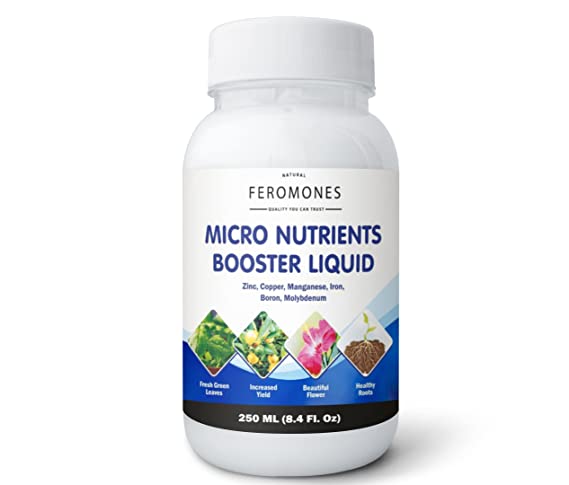 NATURAL
FEROMONES
QUALITY YOU CAN TRUST
MICRO NUTRIENTS
BOOSTER LIQUID
Zinc, Copper, Manganese, Iron,
Boron, Molybdenum
Fresh Green
Leaves
Increased
Yield
Beautiful
Flower
Healthy
Roots
250 ML (8.4 Fl. Oz)